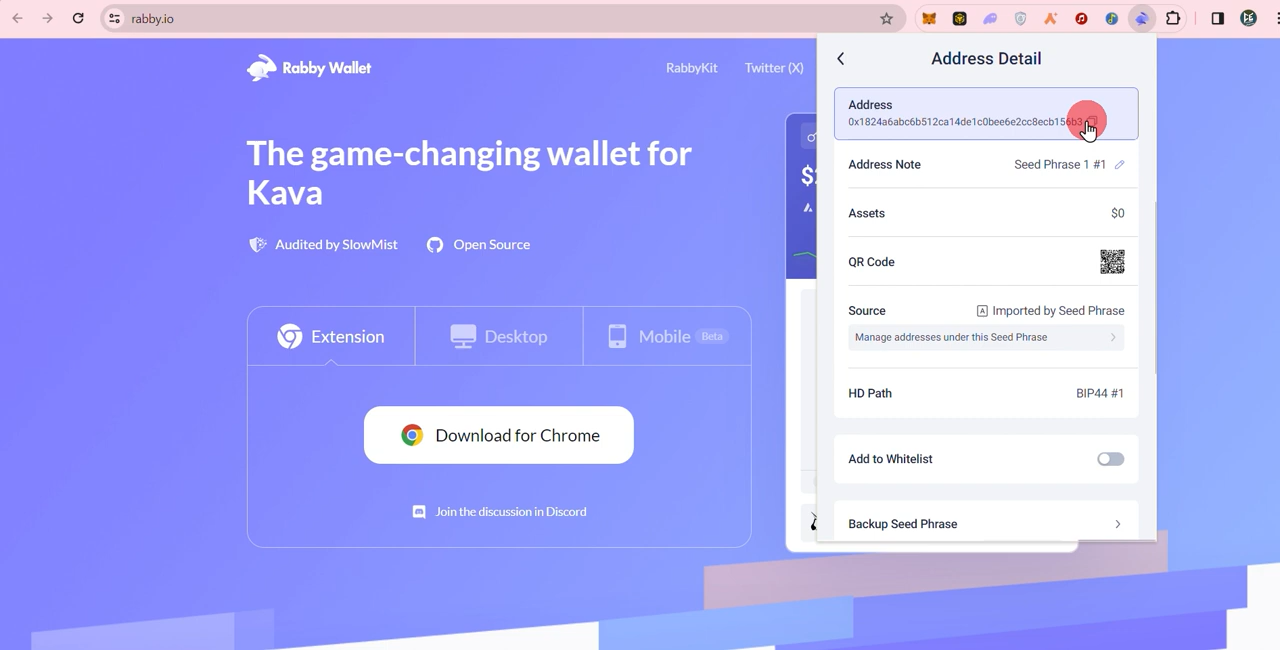 rabby.io
Rabby Wallet
RabbyKit
Twitter (X)
The game-changing wallet for
Kava
Audited by SlowMist
Open Source
Extension
Desktop
Mobile
Beta
Download for Chrome
Join the discussion in Discord
Address Detail
Address
Address Note
Seed Phrase 1 #1
Assets
$0
QR Code
Source
Imported by Seed Phrase
Manage addresses under this Seed Phrase
HD Path
BIP44 #1
Add to Whitelist
Backup Seed Phrase